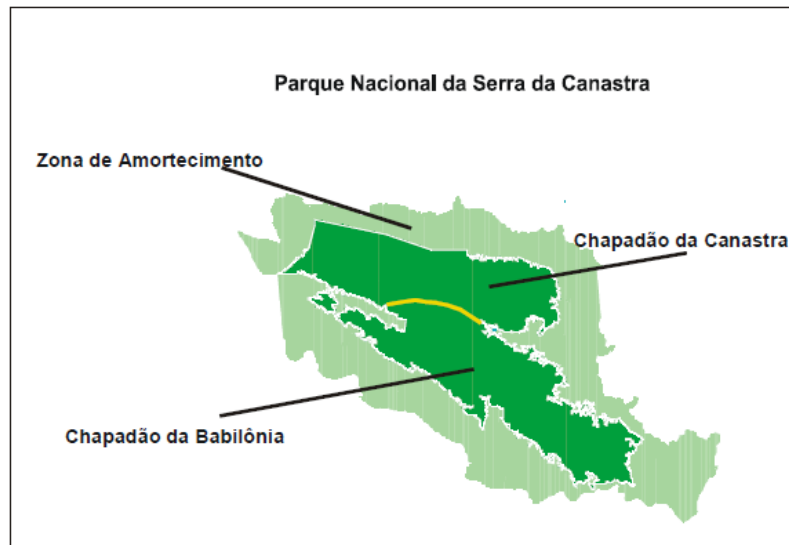 Parque Nacional da Serra da Canastra
Zona de Amortecimento
Chapadão da Canastra
Chapadão da Babilônia